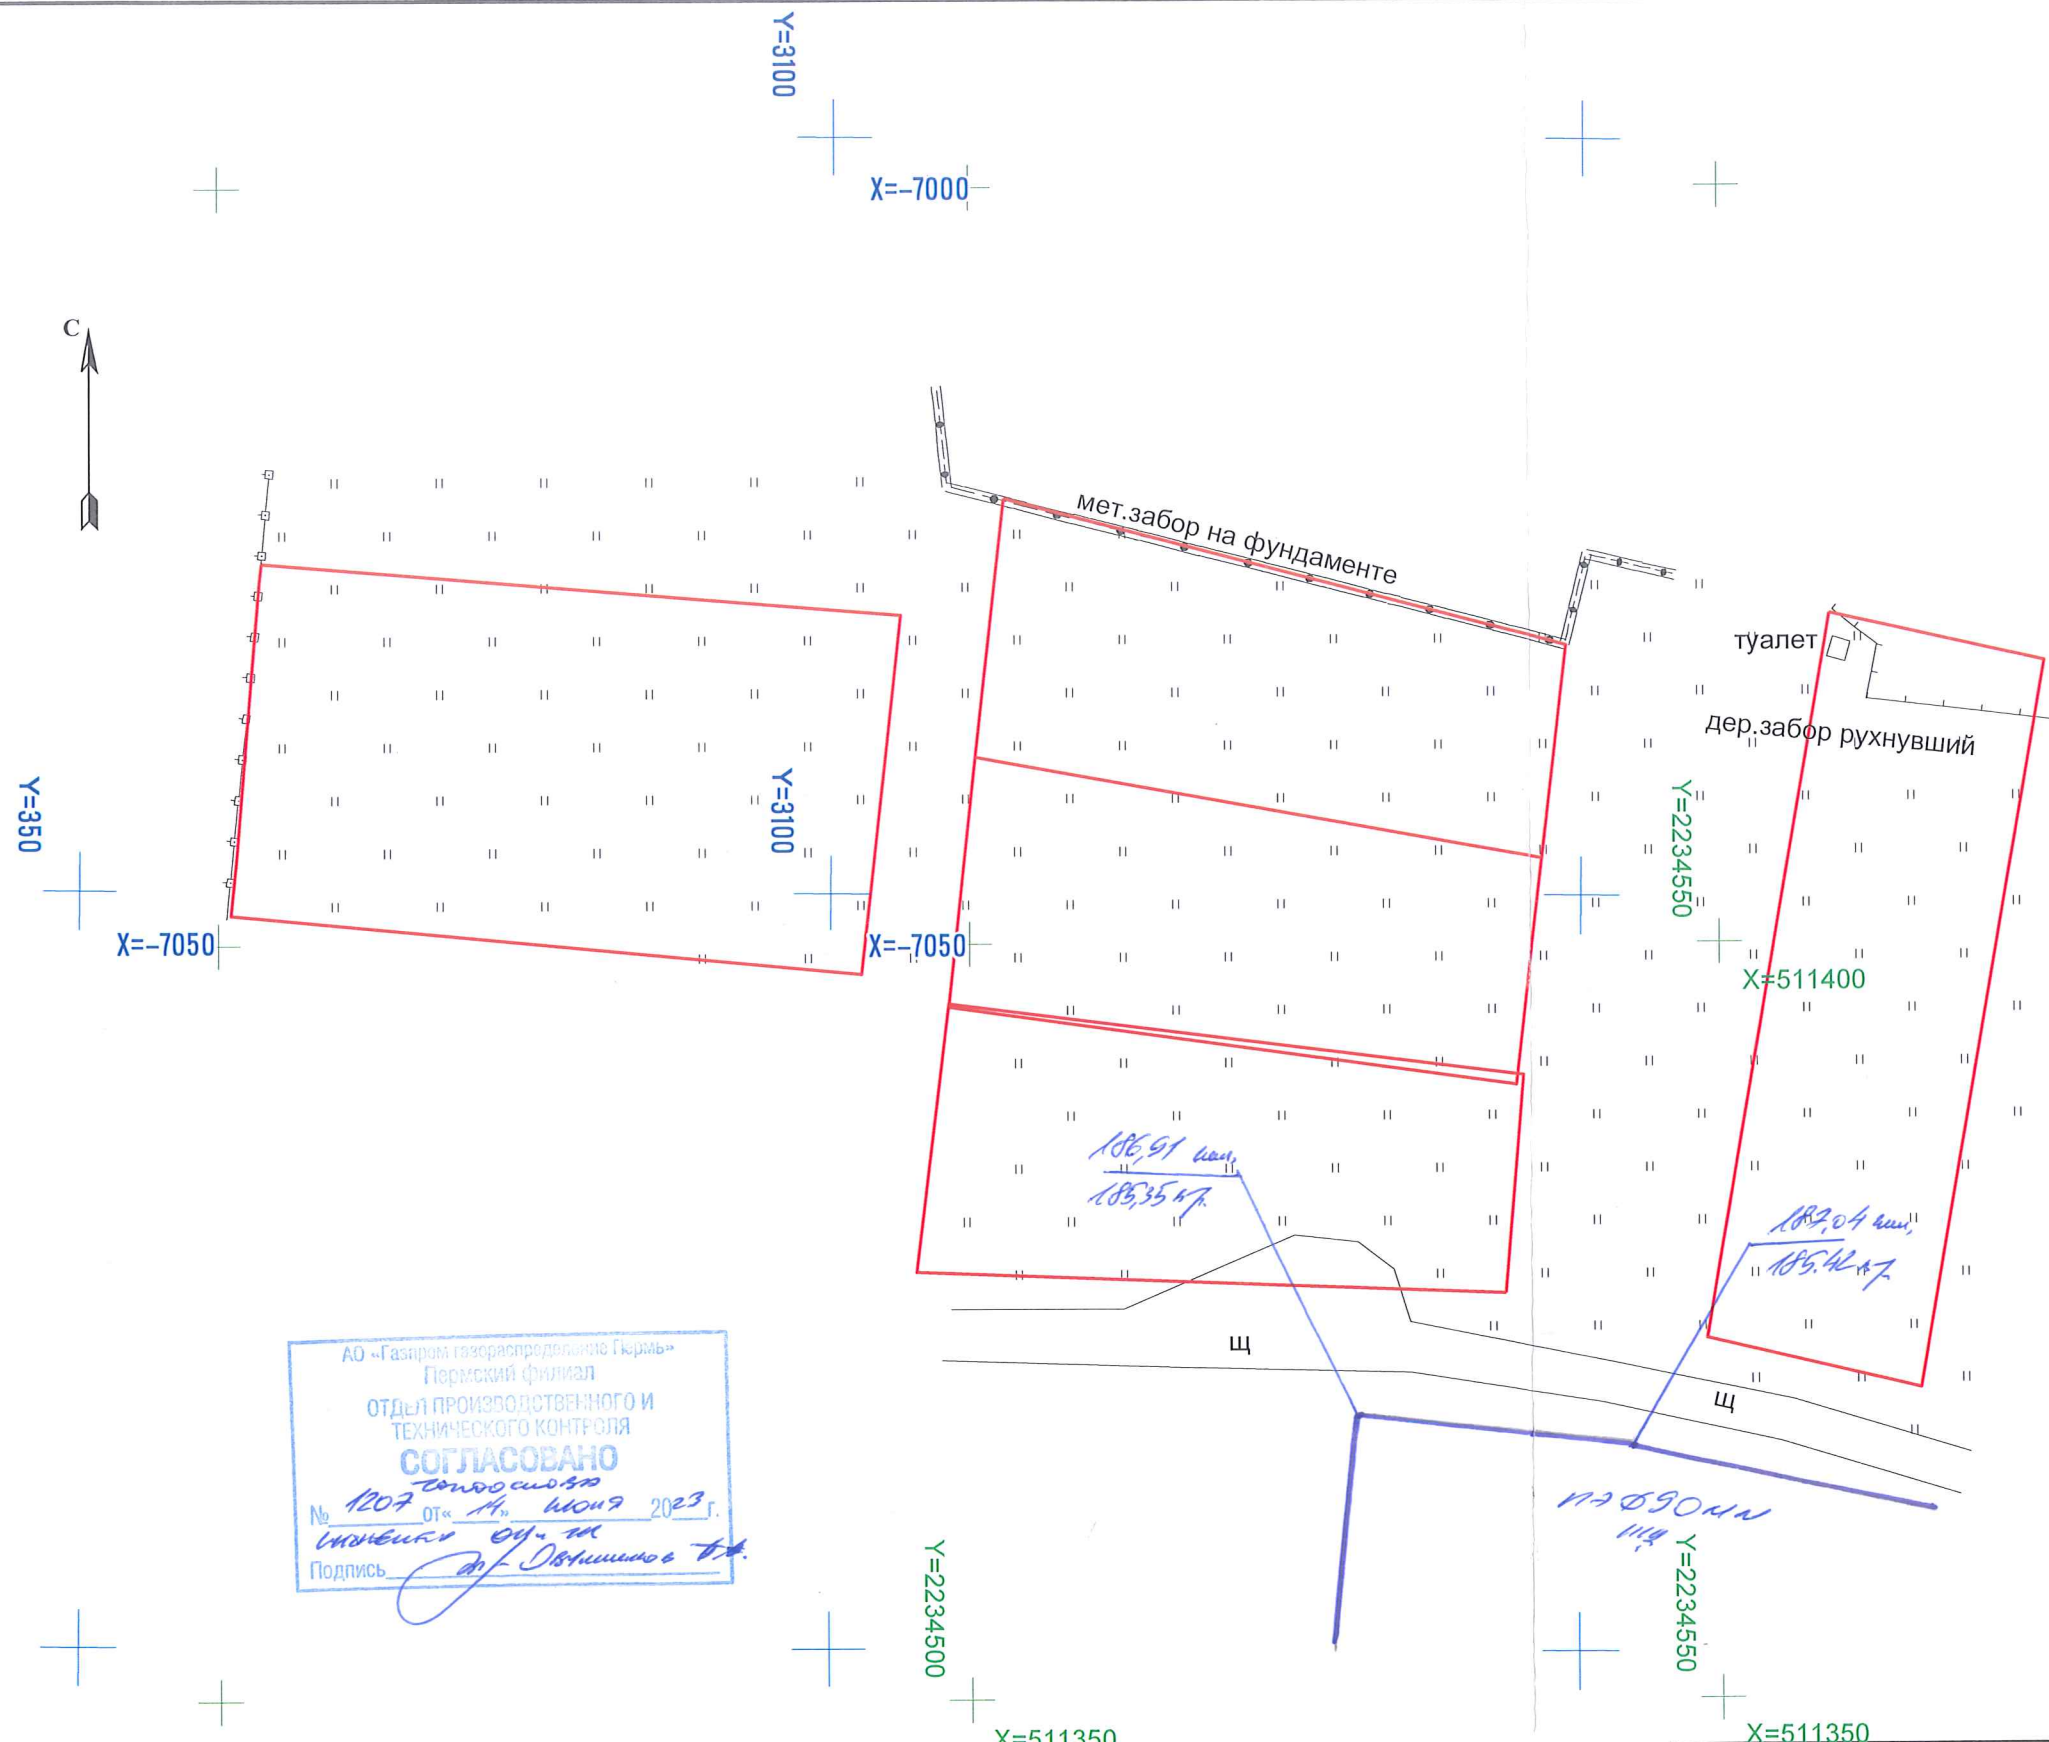 Y=3100
X=-7000
С
мет.забор на фундаменте
туалет
дер.забор рухнувший
Y=350
Y=3100
Y=2234550
X=-7050
X=-7050
X=511400
186,91
185,35
187,04
185.42
щ
щ
АО «Газпром газораспределение Пермь»
Пермский филиал
ОТДЕЛ ПРОИЗВОДСТВЕННОГО И
ТЕХНИЧЕСКОГО КОНТРОЛЯ
СОГЛАСОВАНО
№ 1207 от« 14 » июня 2023 г.
Подпись
ПЭ Ф90мм
Y=2234500
Y=2234550
X=511350
X=511350